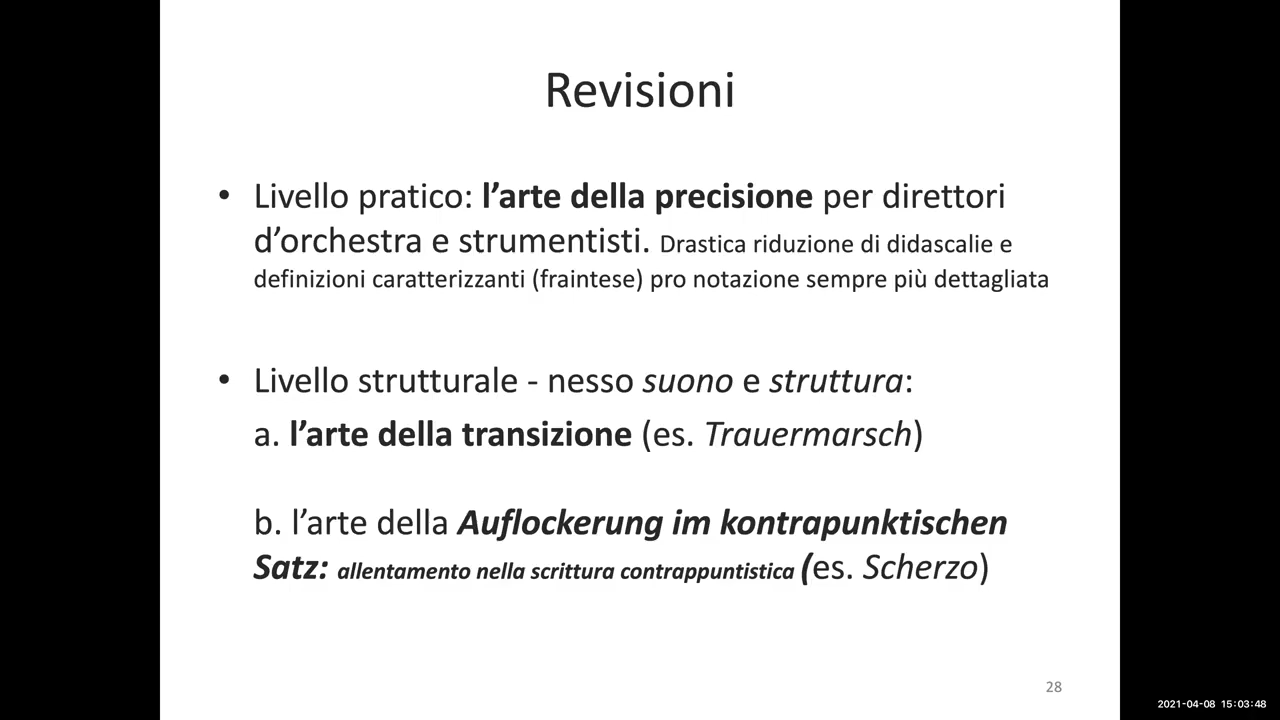 Revisioni
• Livello pratico: l’arte della precisione per direttori
d’orchestra e strumentisti. Drastica riduzione di didascalie e
definizioni caratterizzanti (fraintese) pro notazione sempre più dettagliata
• Livello strutturale - nesso suono e struttura:
a. l’arte della transizione (es. Trauermarsch)
b. l’arte della Auflockerung im kontrapunktischen
Satz: allentamento nella scrittura contrappuntistica (es. Scherzo)
28
2021-04-08 15:03:48